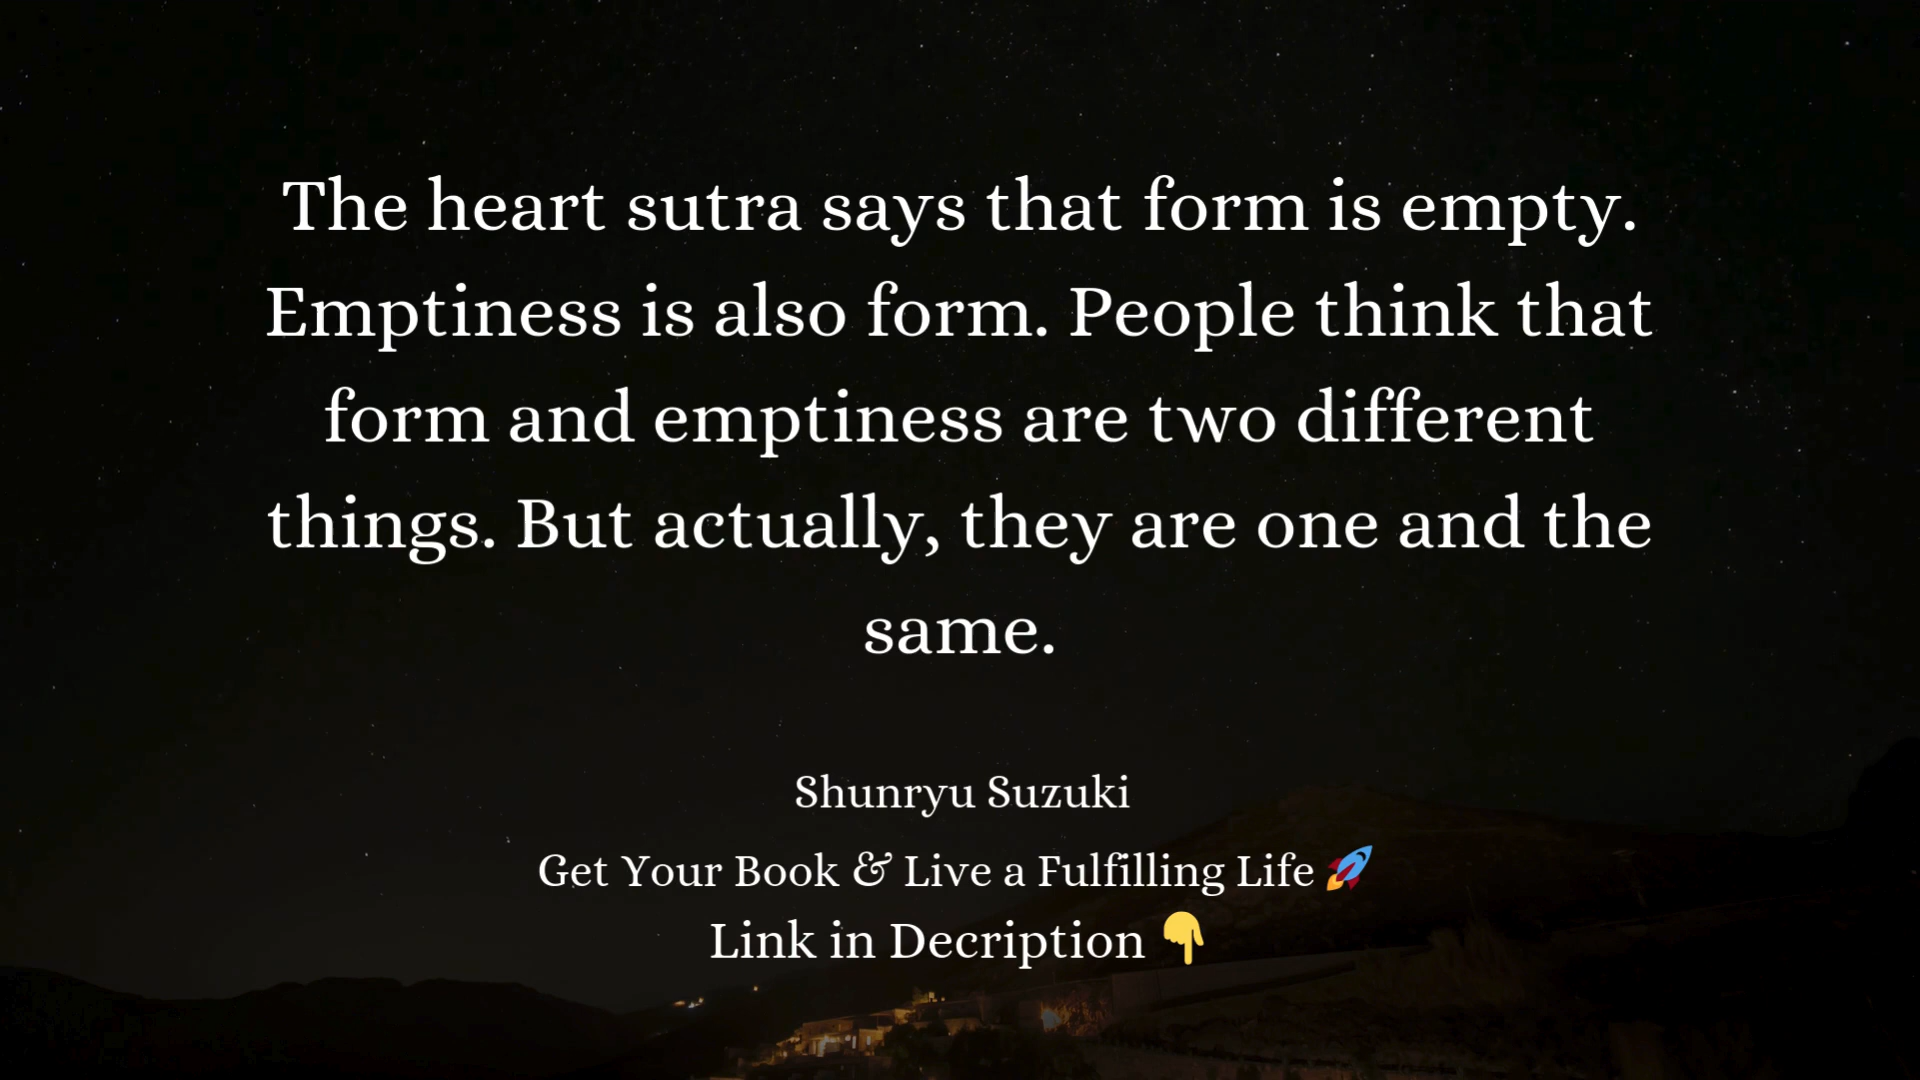 The heart sutra says that form is empty.
Emptiness is also form. People think that
form and emptiness are two different
things. But actually, they are one and the
same.
Shunryu Suzuki
Get Your Book & Live a Fulfilling Life 🚀
Link in Decription 👇